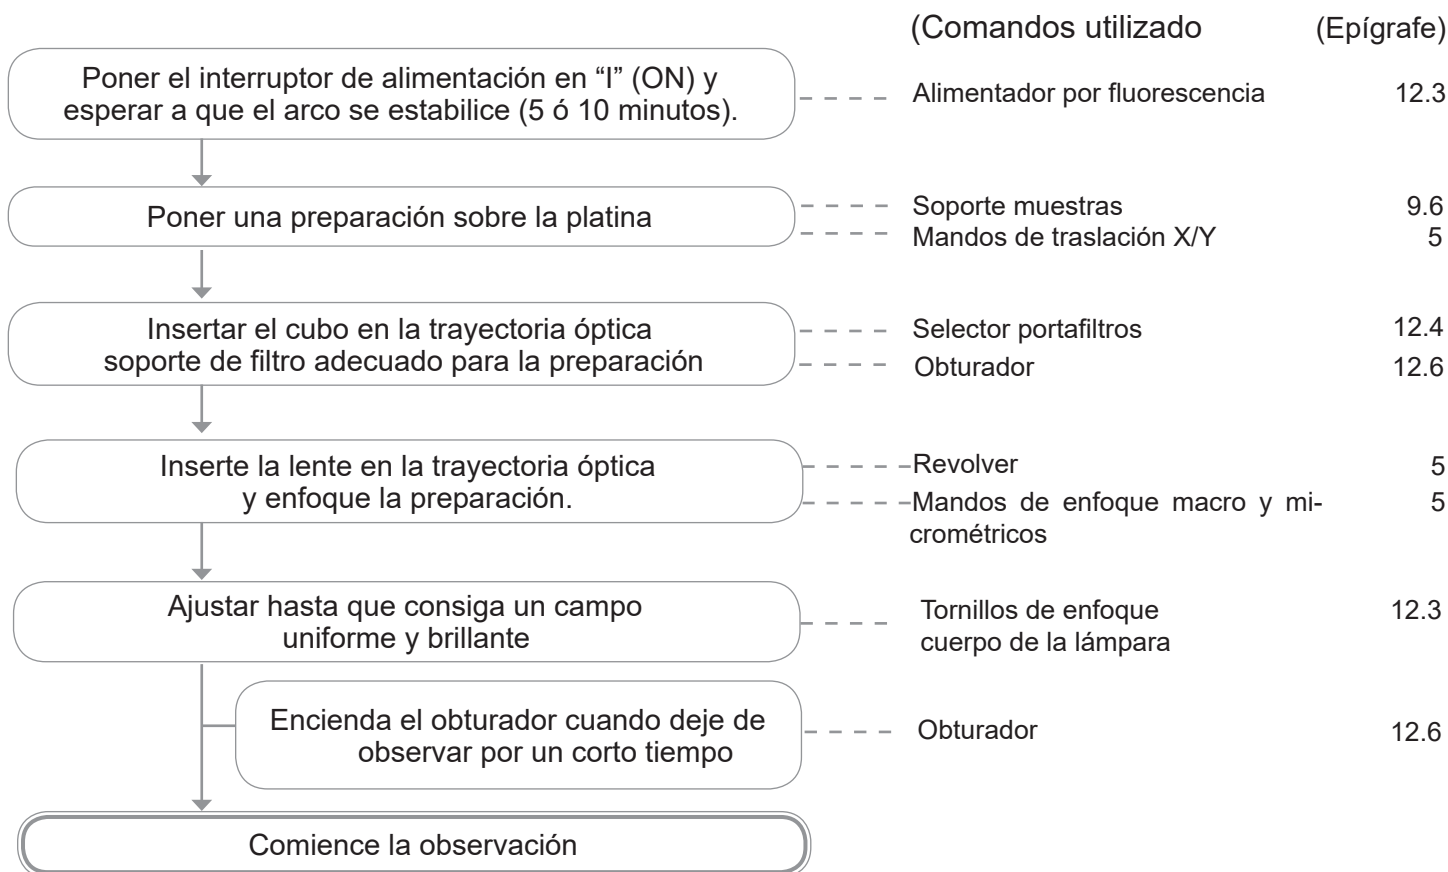 (Comandos utilizado (Epígrafe)
Poner el interruptor de alimentación en “I” (ON) y
esperar a que el arco se estabilice (5 ó 10 minutos).
Alimentador por fluorescencia 12.3
Poner una preparación sobre la platina
Soporte muestras 9.6
Mandos de traslación X/Y 5
Insertar el cubo en la trayectoria óptica
soporte de filtro adecuado para la preparación
Selector portafiltros 12.4
Obturador 12.6
Inserte la lente en la trayectoria óptica
y enfoque la preparación.
Revolver 5
Mandos de enfoque macro y mi- 5
crométricos
Ajustar hasta que consiga un campo
uniforme y brillante
Tornillos de enfoque 12.3
cuerpo de la lámpara
Encienda el obturador cuando deje de
observar por un corto tiempo
Obturador 12.6
Comience la observación